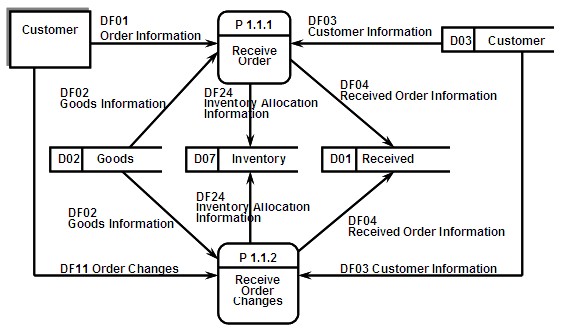 Customer
DF01
Order Information
P 1.1.1
Receive
Order
DF03
Customer Information
D03 Customer
DF02
Goods Information
DF24
Inventory Allocation
Information
DF04
Received Order Information
D02 Goods
D07 Inventory
D01 Received
DF02
Goods Information
DF24
Inventory Allocation
Information
DF04
Received Order Information
P 1.1.2
Receive
Order
Changes
DF11 Order Changes
DF03 Customer Information